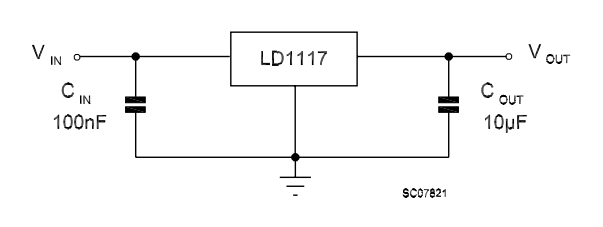 V IN
LD1117
V OUT
C IN
100nF
C OUT
10µF
SC07821